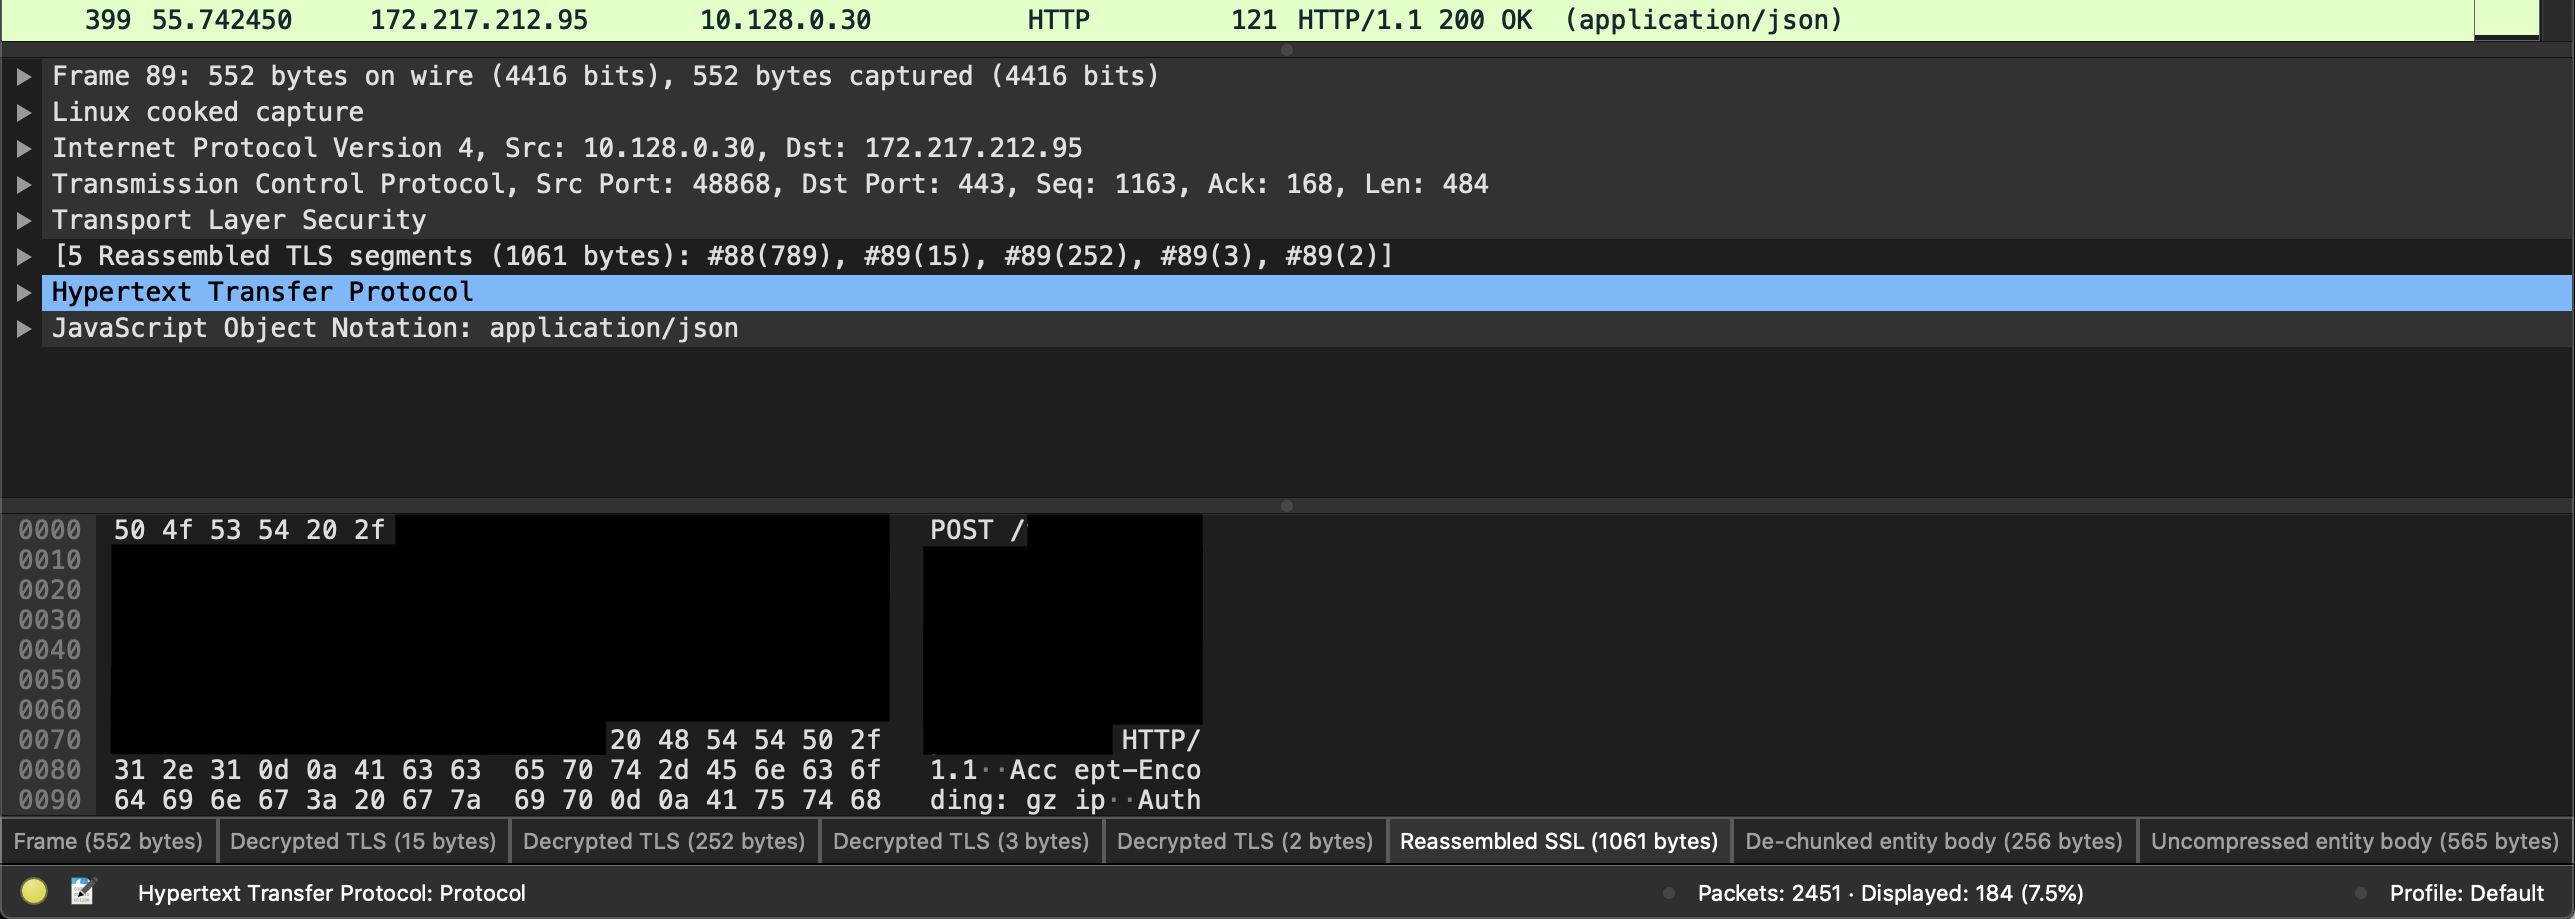 399 55.742450 172.217.212.95 10.128.0.30 HTTP 121 HTTP/1.1 200 OK (application/json)
Frame 89: 552 bytes on wire (4416 bits), 552 bytes captured (4416 bits)
Linux cooked capture
Internet Protocol Version 4, Src: 10.128.0.30, Dst: 172.217.212.95
Transmission Control Protocol, Src Port: 48868, Dst Port: 443, Seq: 1163, Ack: 168, Len: 484
Transport Layer Security
[5 Reassembled TLS segments (1061 bytes): #88(789), #89(15), #89(252), #89(3), #89(2)]
Hypertext Transfer Protocol
JavaScript Object Notation: application/json
0000 50 4f 53 54 20 2f POST /
0010
0020
0030
0040
0050
0060
0070 20 48 54 54 50 2f HTTP/
0080 31 2e 31 0d 0a 41 63 63 65 70 74 2d 45 6e 63 6f 1.1··Acc ept-Enco
0090 64 69 6e 67 3a 20 67 7a 69 70 0d 0a 41 75 74 68 ding: gz ip··Auth
Frame (552 bytes) Decrypted TLS (15 bytes) Decrypted TLS (252 bytes) Decrypted TLS (3 bytes) Decrypted TLS (2 bytes) Reassembled SSL (1061 bytes) De-chunked entity body (256 bytes) Uncompressed entity body (565 bytes)
Hypertext Transfer Protocol: Protocol Packets: 2451 · Displayed: 184 (7.5%) Profile: Default